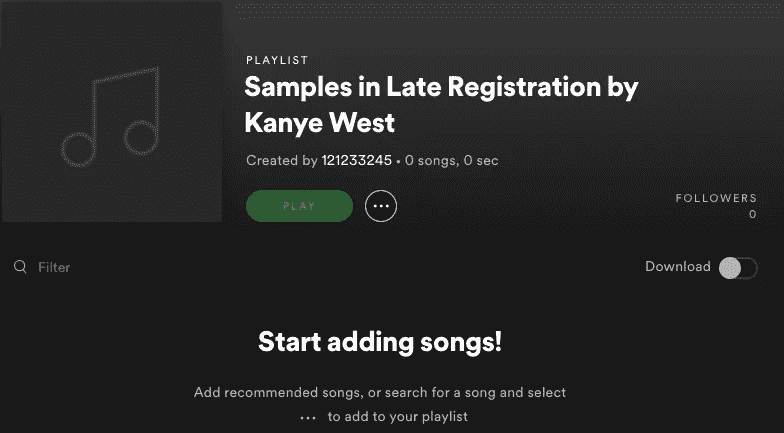 PLAYLIST
Samples in Late Registration by
Kanye West
Created by 121233245 • 0 songs, 0 sec
PLAY
FOLLOWERS
0
Filter
Download
Start adding songs!
Add recommended songs, or search for a song and select
... to add to your playlist